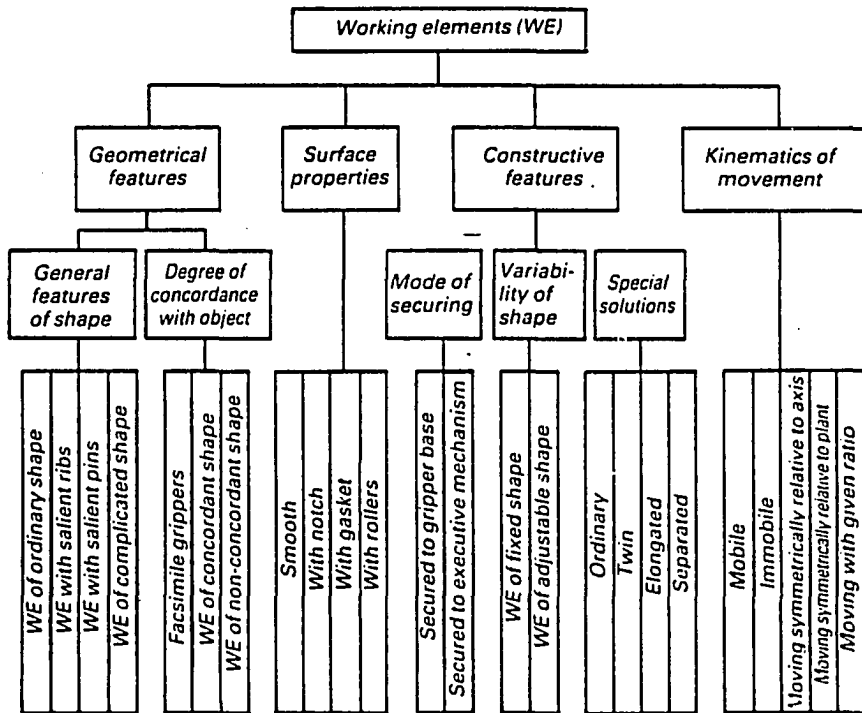 Working elements (WE)
Geometrical
features
Surface
properties
Constructive
features
Kinematics of
movement
General
features
of shape
Degree of
concordance
with object
Mode of
securing
Variabi-
lity of
shape
Special
solutions
WE of ordinary shape
WE with salient ribs
WE with salient pins
WE of complicated shape
Facsimile grippers
WE of concordant shape
WE of non-concordant shape
Smooth
With notch
With gasket
With rollers
Secured to gripper base
Secured to executive mechanism
WE of fixed shape
WE of adjustable shape
Ordinary
Twin
Elongated
Separated
Mobile
Immobile
Moving symmetrically relative to axis
Moving symmetrically relative to plant
Moving with given ratio